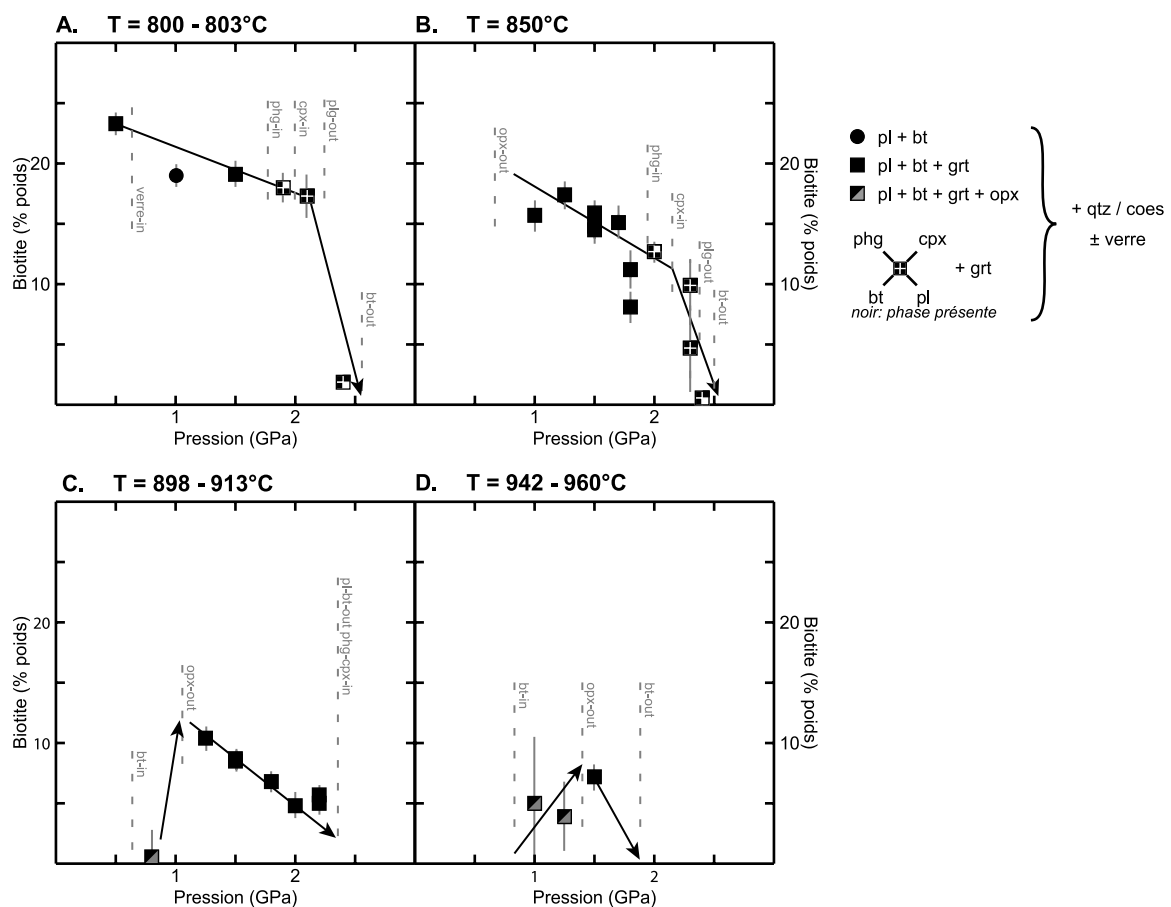 A. T = 800 - 803°C
B. T = 850°C
Biotite (% poids)
20
10
verre-in
phg-in
cpx-in
plg-out
bt-out
1
2
Pression (GPa)
opx-out
phg-in
cpx-in
plg-out
bt-out
1
2
Pression (GPa)
20
10
Biotite (% poids)
pl + bt
pl + bt + grt
pl + bt + grt + opx
phg
cpx
bt
pl
+ grt
noir: phase présente
+ qtz / coes
± verre
C. T = 898 - 913°C
D. T = 942 - 960°C
Biotite (% poids)
20
10
bt-in
opx-out
pl-bt-out phg-cpx-in
1
2
Pression (GPa)
bt-in
opx-out
bt-out
1
2
Pression (GPa)
20
10
Biotite (% poids)